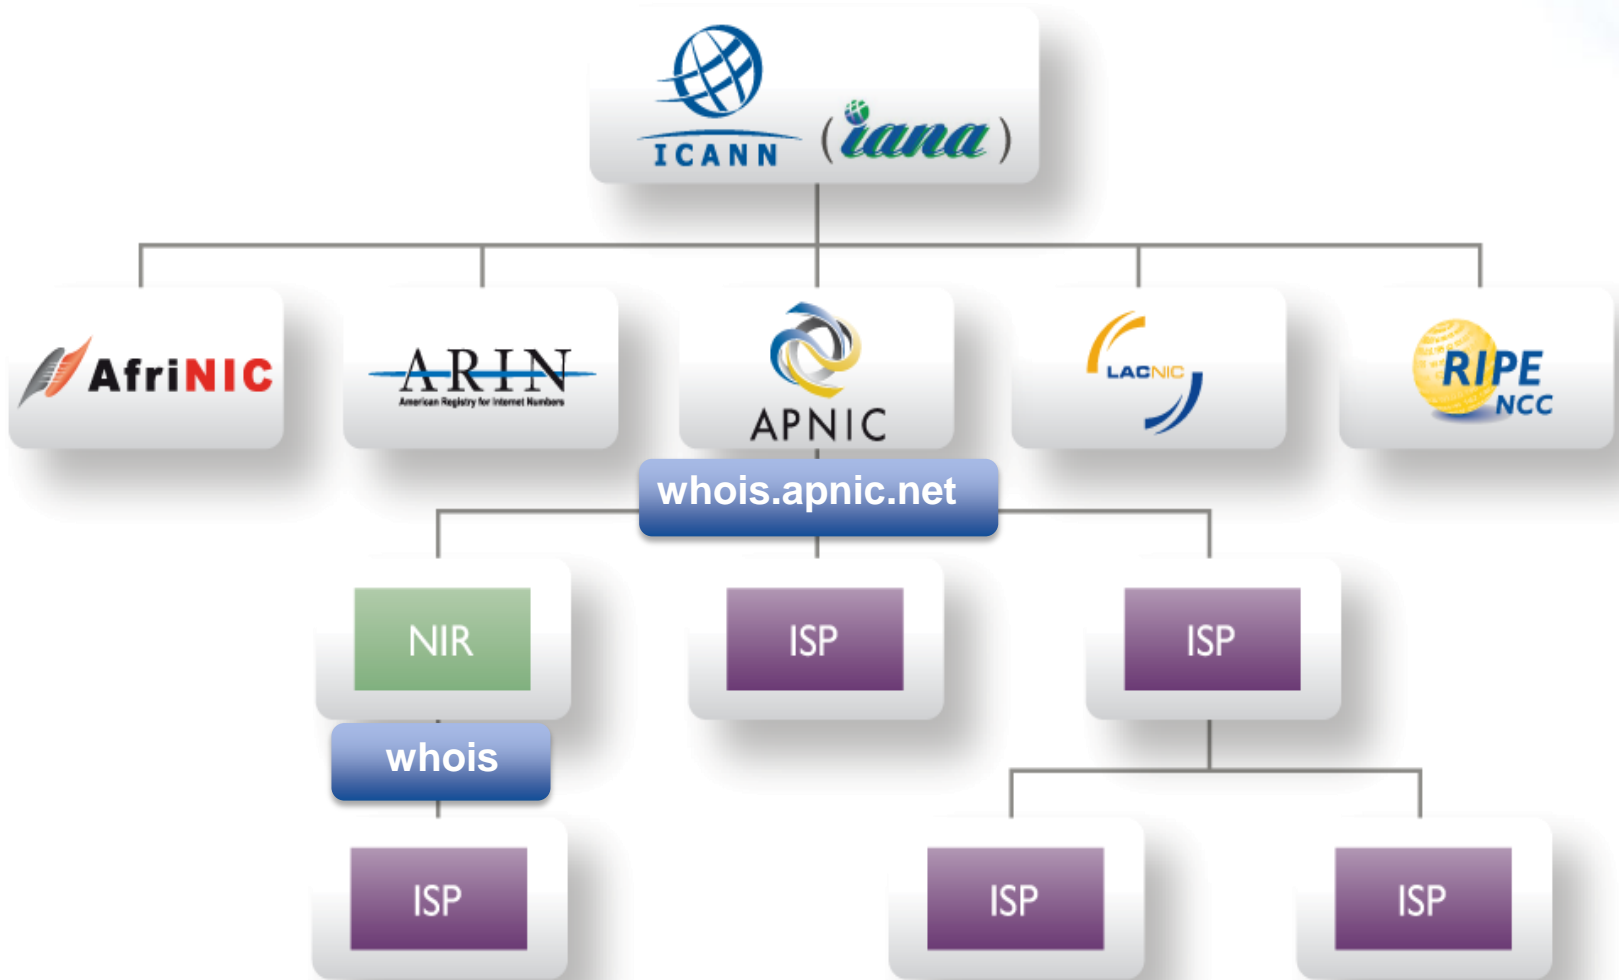 ICANN
(iana)
AfriNIC
ARIN
American Registry for Internet Numbers
APNIC
LACNIC
RIPE
NCC
whois.apnic.net
NIR
ISP
ISP
whois
ISP
ISP
ISP